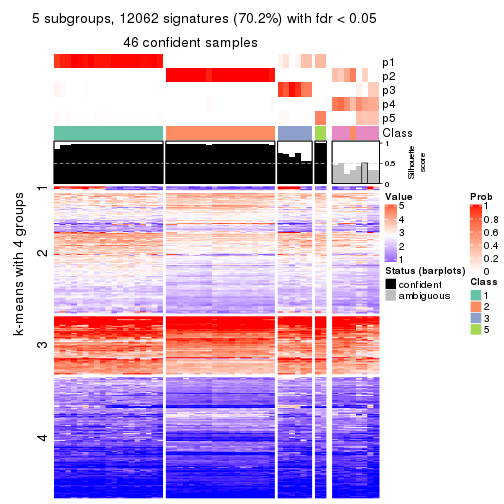 5 subgroups, 12062 signatures (70.2%) with fdr < 0.05
46 confident samples
p1
p2
p3
p4
p5
Class
1
0.5
0
Silhouette
score
k-means with 4 groups
1
2
3
4
Value
5
4
3
2
1
Status (barplots)
confident
ambiguous
Prob
1
0.8
0.6
0.4
0.2
0
Class
1
2
3
5